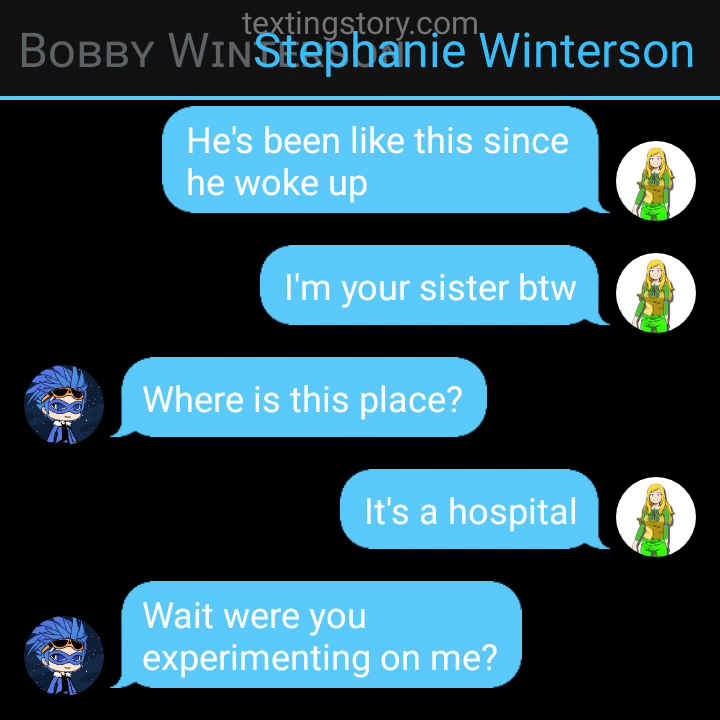 textingstory.com
Bobby Winterson
Stephanie Winterson
He's been like this since
he woke up
I'm your sister btw
Where is this place?
It's a hospital
Wait were you
experimenting on me?